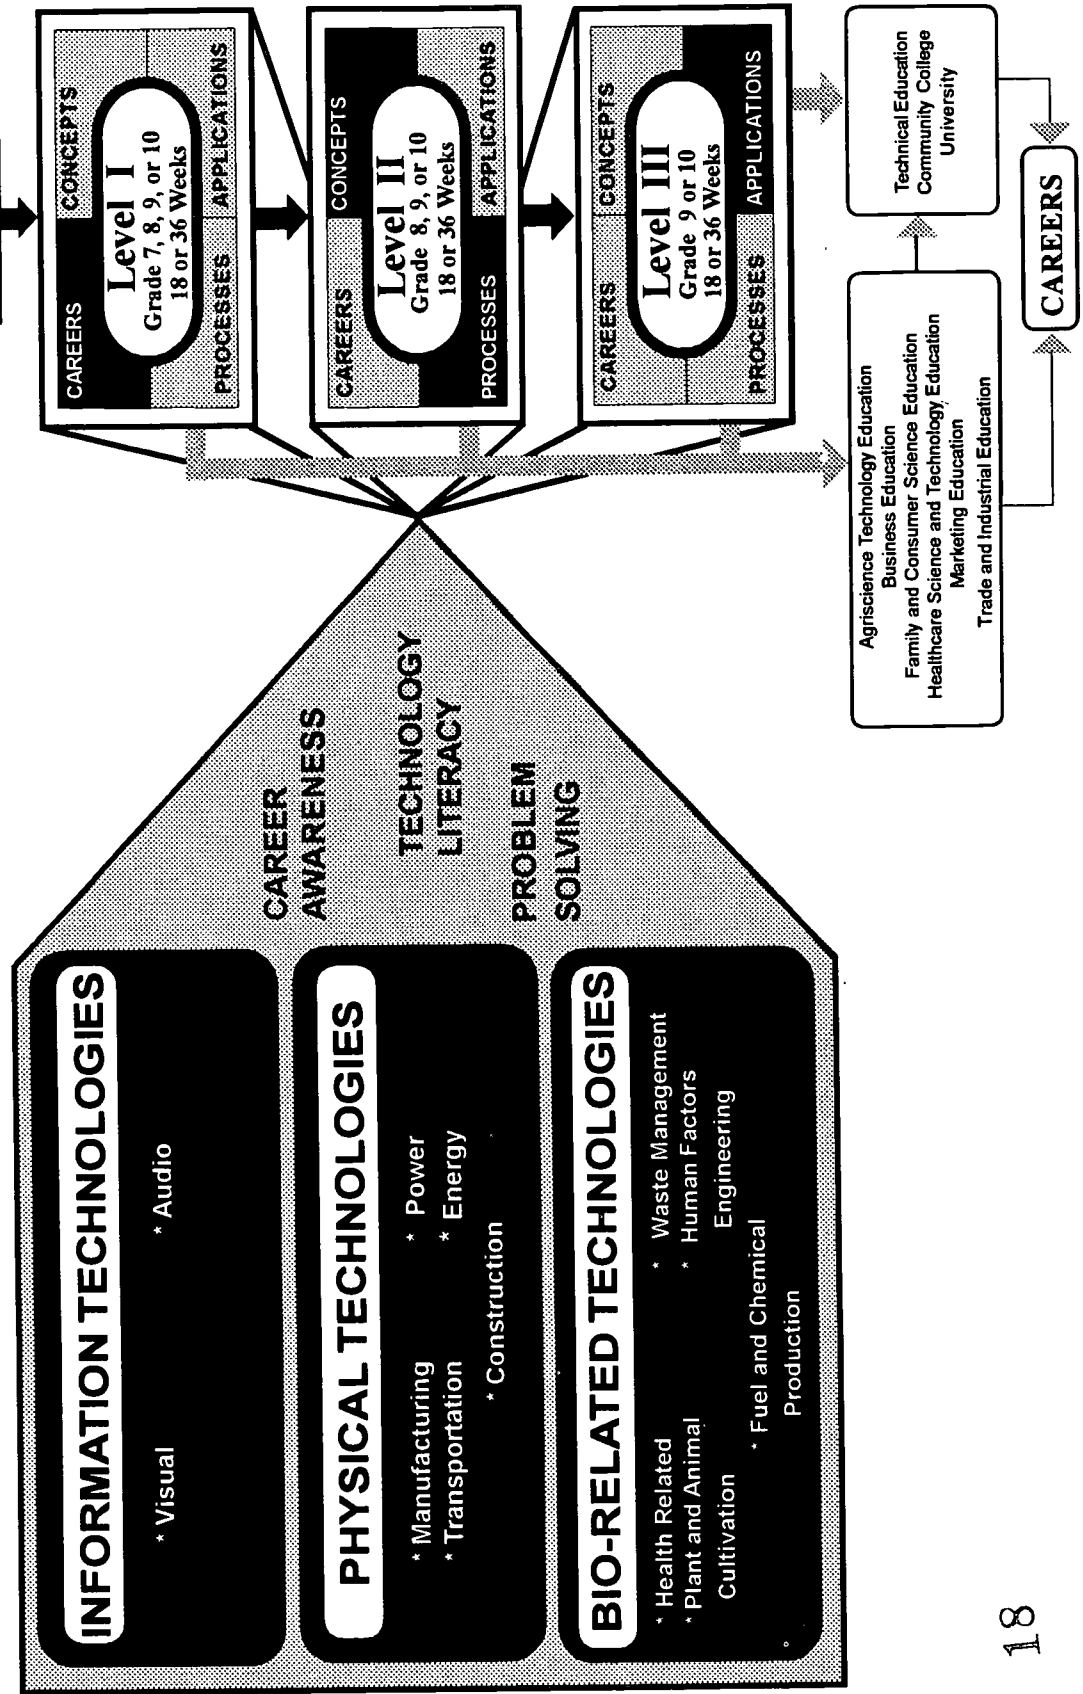 INFORMATION TECHNOLOGIES
* Visual
* Audio
PHYSICAL TECHNOLOGIES
* Manufacturing
* Power
* Transportation
* Energy
* Construction
BIO-RELATED TECHNOLOGIES
* Health Related
* Waste Management
* Plant and Animal
* Human Factors
Cultivation
Engineering
* Fuel and Chemical
Production
CAREER
AWARENESS
TECHNOLOGY
LITERACY
PROBLEM
SOLVING
CAREERS
CONCEPTS
Level I
Grade 7, 8, 9, or 10
18 or 36 Weeks
PROCESSES
APPLICATIONS
CAREERS
CONCEPTS
Level II
Grade 8, 9, or 10
18 or 36 Weeks
PROCESSES
APPLICATIONS
CAREERS
CONCEPTS
Level III
Grade 9 or 10
18 or 36 Weeks
PROCESSES
APPLICATIONS
Agriscience Technology Education
Business Education
Family and Consumer Science Education
Healthcare Science and Technology Education
Marketing Education
Trade and Industrial Education
Technical Education
Community College
University
CAREERS
18